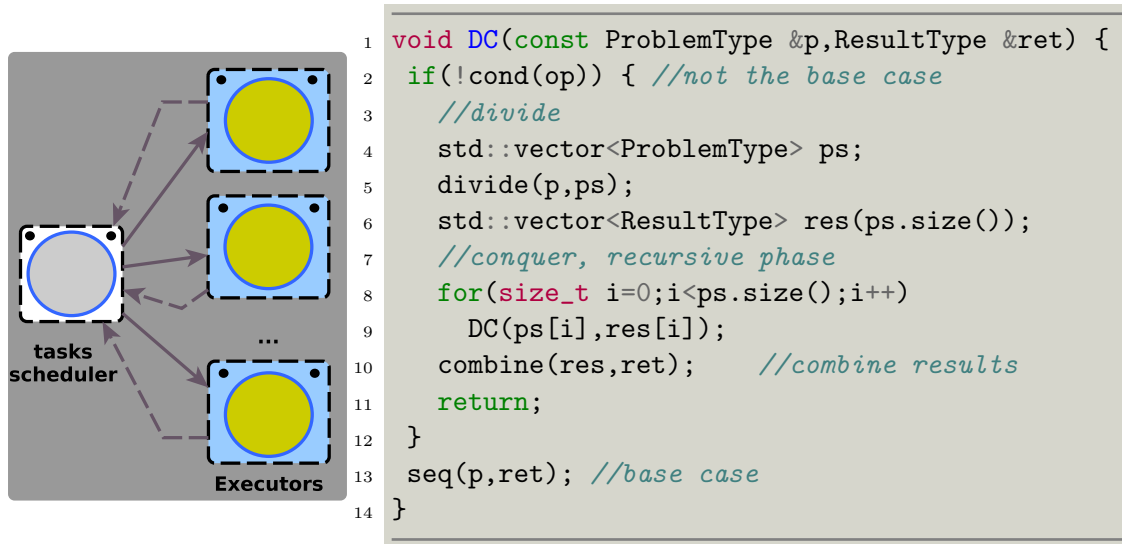 tasks
scheduler
...
Executors
1 void DC(const ProblemType &p,ResultType &ret) {
2 if(!cond(op)) { //not the base case
3 //divide
4 std::vector<ProblemType> ps;
5 divide(p,ps);
6 std::vector<ResultType> res(ps.size());
7 //conquer, recursive phase
8 for(size_t i=0;i<ps.size();i++)
9 DC(ps[i],res[i]);
10 combine(res,ret); //combine results
11 return;
12 }
13 seq(p,ret); //base case
14 }